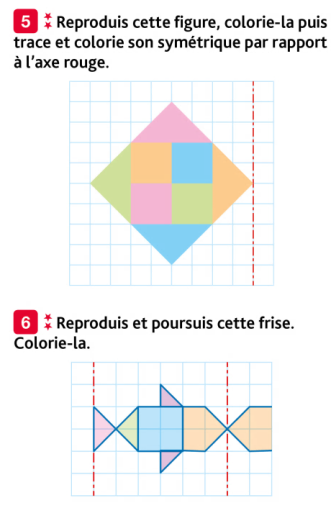 5 Reproduis cette figure, colorie-la puis
trace et colorie son symétrique par rapport
à l'axe rouge.
6 Reproduis et poursuis cette frise.
Colorie-la.